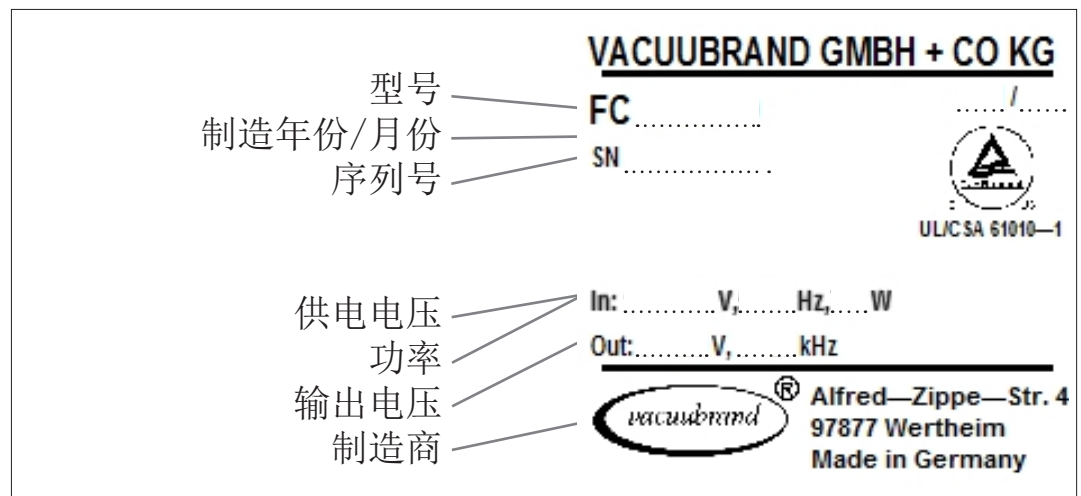 VACUUBRAND GMBH + CO KG
型号
FC.............. ....../......
制造年份/月份
序列号
SN.................
UL/CSA 61010—1
供电电压
In: ...........V,.......Hz,.....W
功率
Out:.........V, .......kHz
输出电压
制造商
vacuubrand ®
Alfred—Zippe—Str. 4
97877 Wertheim
Made in Germany